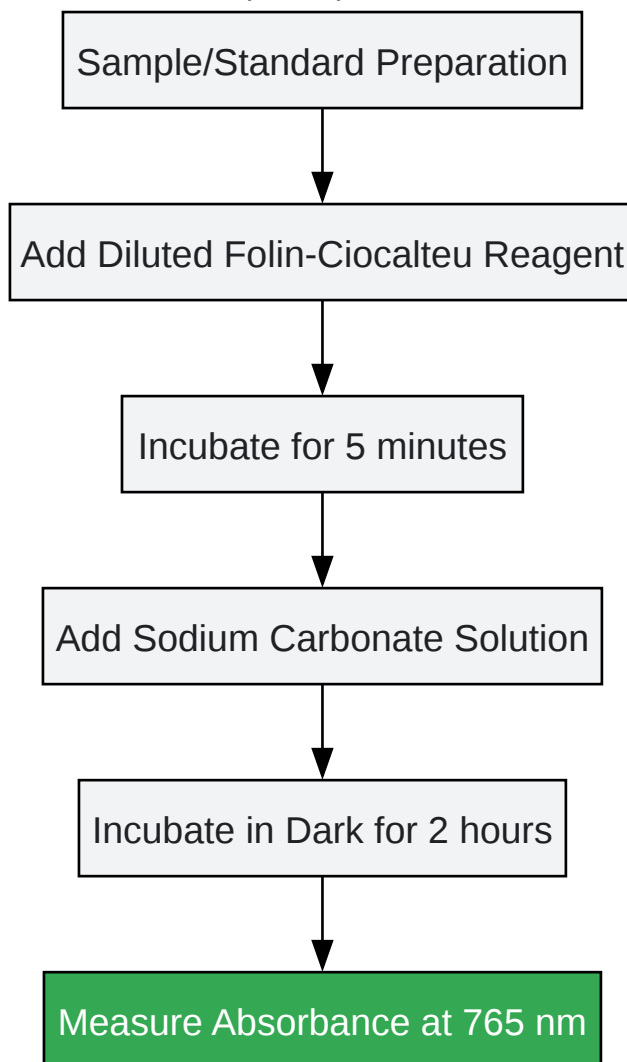 Sample/Standard Preparation
Add Diluted Folin-Ciocalteu Reagent
Incubate for 5 minutes
Add Sodium Carbonate Solution
Incubate in Dark for 2 hours
Measure Absorbance at 765 nm